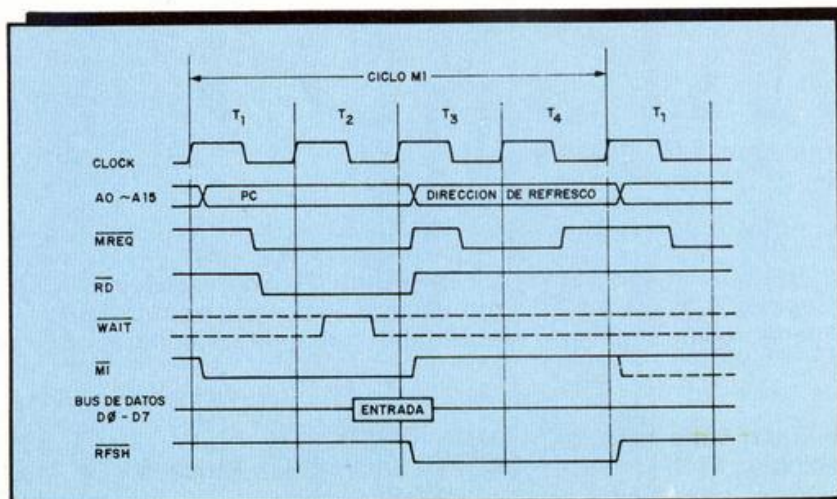 CICLO M1
T1 T2 T3 T4 T1
CLOCK
A0 ~ A15 PC DIRECCION DE REFRESCO
MREQ
RD
WAIT
M1
BUS DE DATOS
DØ - D7 ENTRADA
RFSH